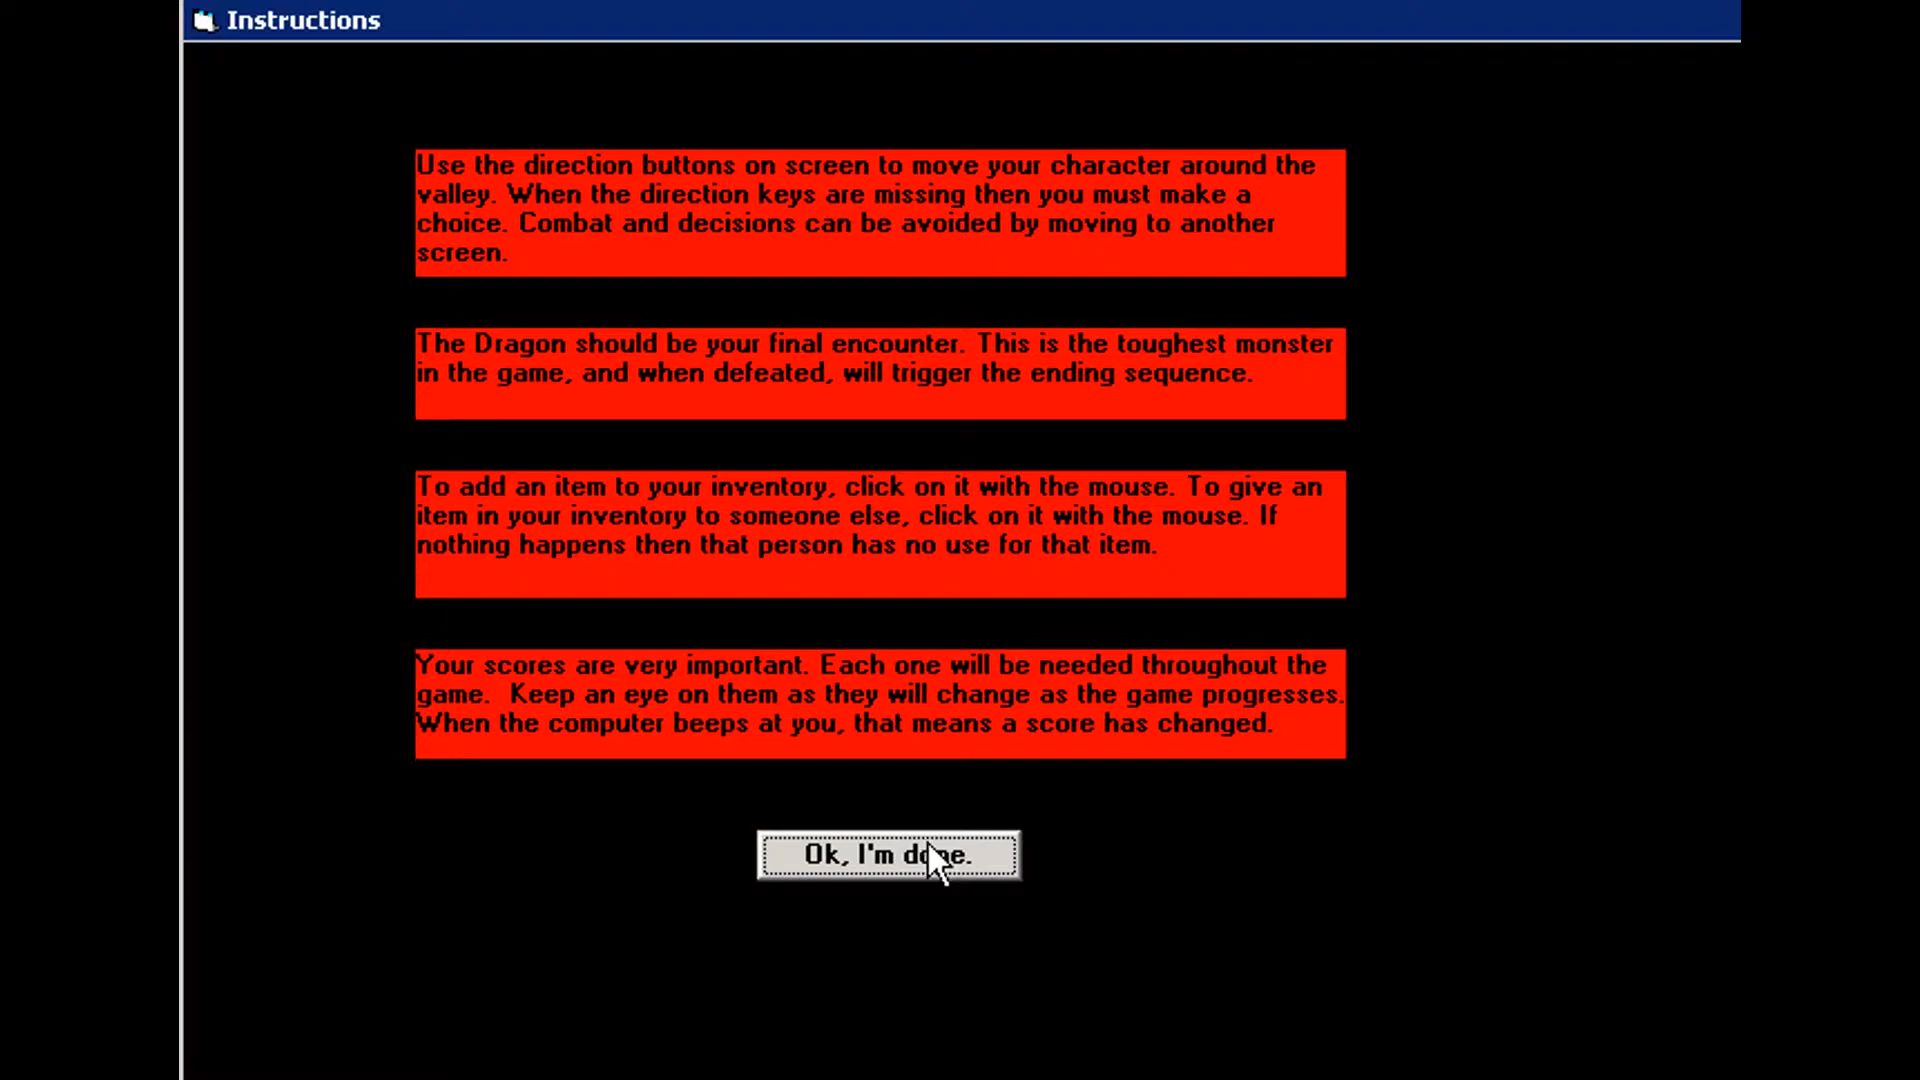 Instructions
Use the direction buttons on screen to move your character around the
valley. When the direction keys are missing then you must make a
choice. Combat and decisions can be avoided by moving to another
screen.
The Dragon should be your final encounter. This is the toughest monster
in the game, and when defeated, will trigger the ending sequence.
To add an item to your inventory, click on it with the mouse. To give an
item in your inventory to someone else, click on it with the mouse. If
nothing happens then that person has no use for that item.
Your scores are very important. Each one will be needed throughout the
game.  Keep an eye on them as they will change as the game progresses.
When the computer beeps at you, that means a score has changed.
Ok, I'm done.